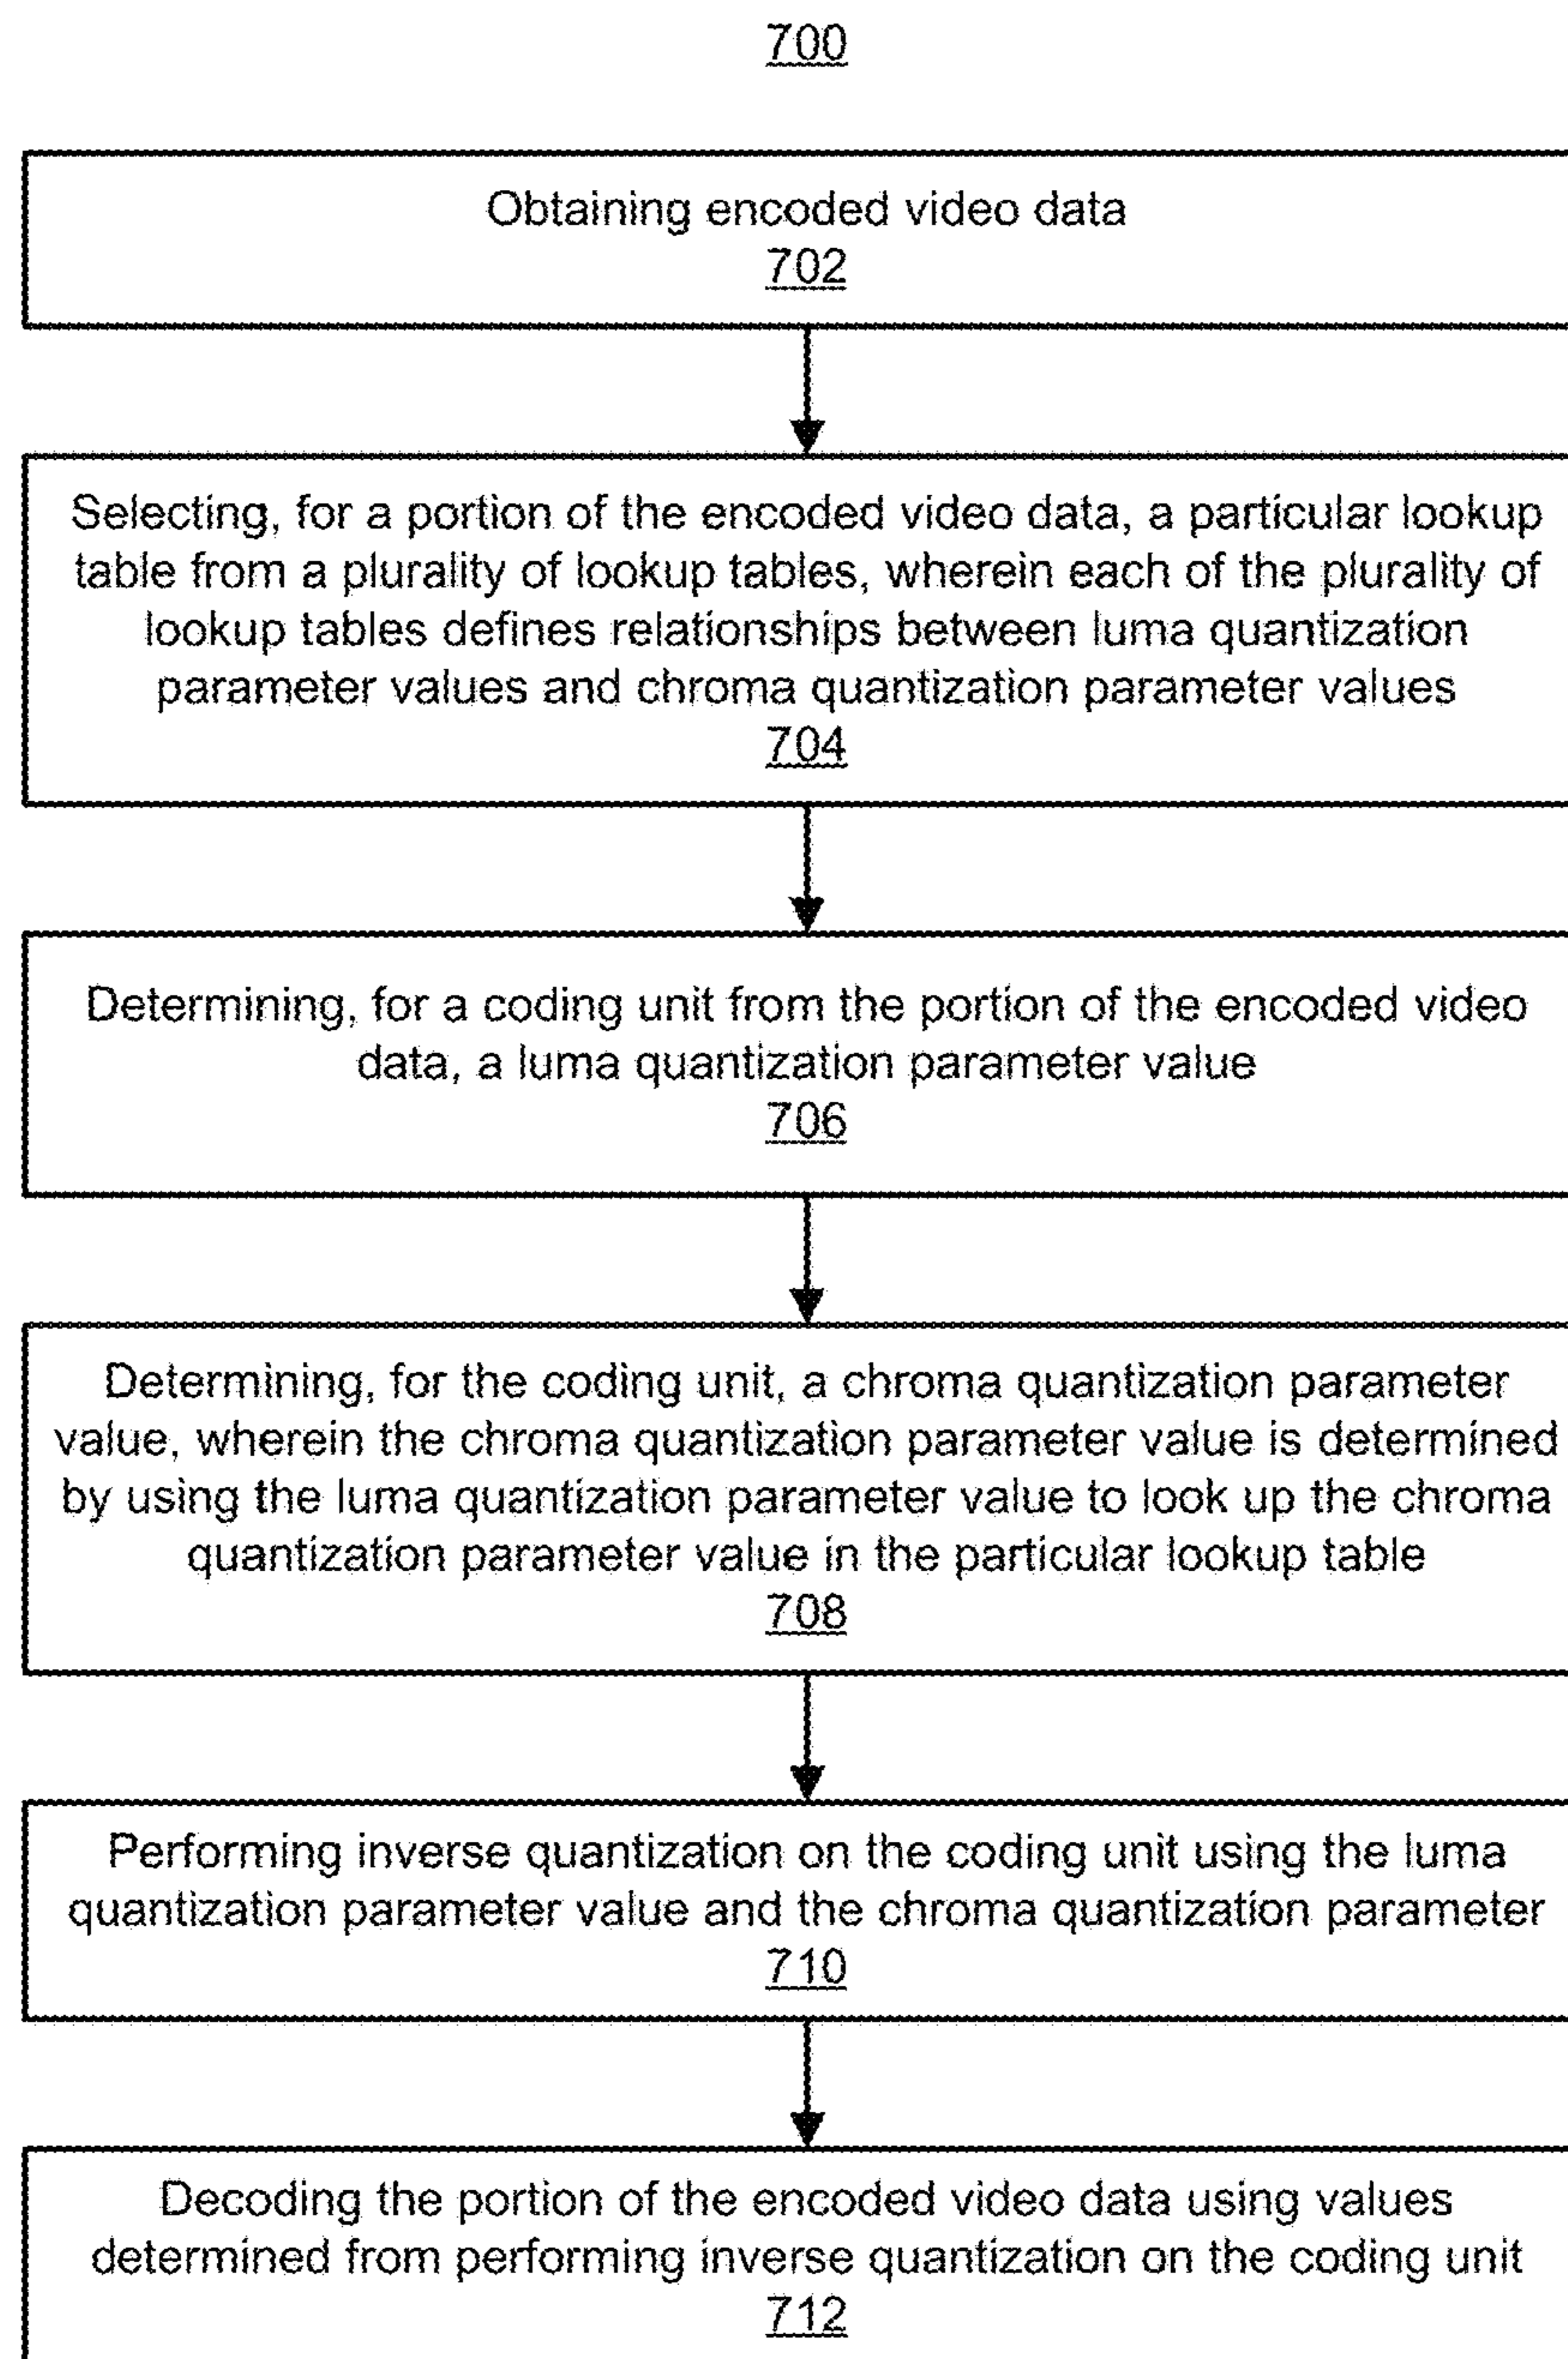 700
Obtaining encoded video data
702
Selecting, for a portion of the encoded video data, a particular lookup
table from a plurality of lookup tables, wherein each of the plurality of
lookup tables defines relationships between luma quantization
parameter values and chroma quantization parameter values
704
Determining, for a coding unit from the portion of the encoded video
data, a luma quantization parameter value
706
Determining, for the coding unit, a chroma quantization parameter
value, wherein the chroma quantization parameter value is determined
by using the luma quantization parameter value to look up the chroma
quantization parameter value in the particular lookup table
708
Performing inverse quantization on the coding unit using the luma
quantization parameter value and the chroma quantization parameter
710
Decoding the portion of the encoded video data using values
determined from performing inverse quantization on the coding unit
712